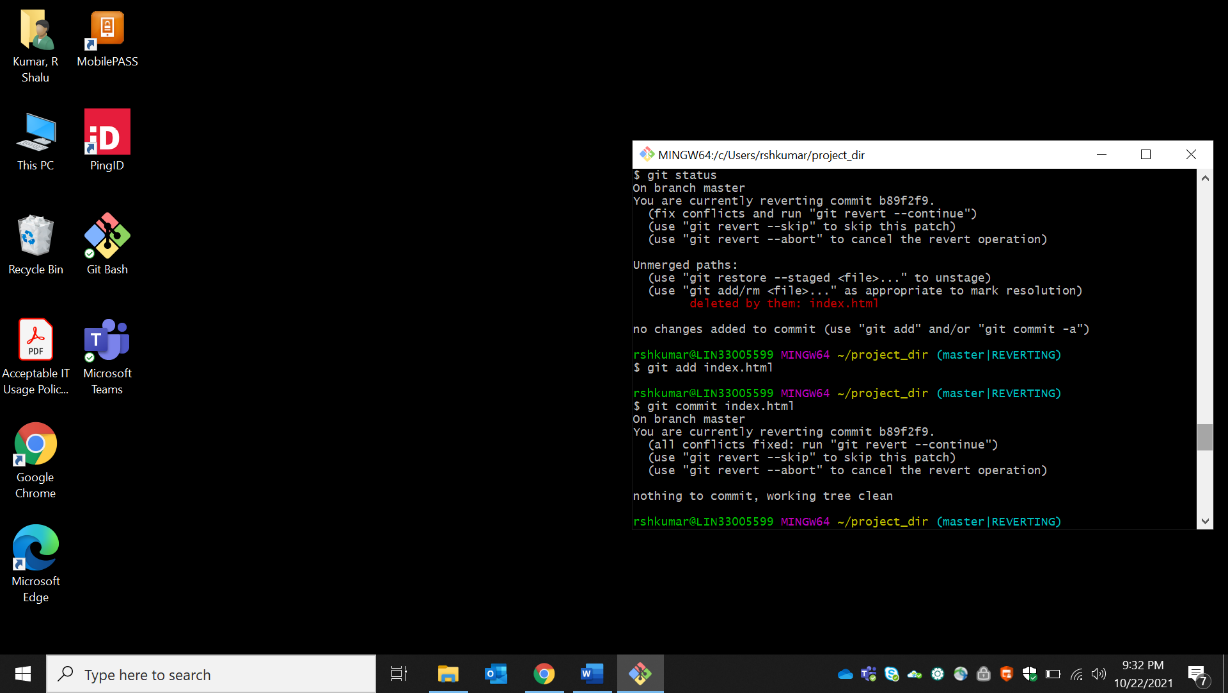 Kumar, R
Shalu
MobilePASS
This PC
iD
PingID
Recycle Bin
Git Bash
PDF
Acceptable IT
Usage Polic...
T
Microsoft
Teams
Google
Chrome
Microsoft
Edge
MINGW64:/c/Users/rshkumar/project_dir
$ git status
On branch master
You are currently reverting commit b89f2f9.
(fix conflicts and run "git revert --continue")
(use "git revert --skip" to skip this patch)
(use "git revert --abort" to cancel the revert operation)
Unmerged paths:
(use "git restore --staged <file>..." to unstage)
(use "git add/rm <file>..." as appropriate to mark resolution)
deleted by them: index.html
no changes added to commit (use "git add" and/or "git commit -a")
rshkumar@LIN33005599 MINGW64 ~/project_dir (master|REVERTING)
$ git add index.html
rshkumar@LIN33005599 MINGW64 ~/project_dir (master|REVERTING)
$ git commit index.html
On branch master
You are currently reverting commit b89f2f9.
(all conflicts fixed: run "git revert --continue")
(use "git revert --skip" to skip this patch)
(use "git revert --abort" to cancel the revert operation)
nothing to commit, working tree clean
rshkumar@LIN33005599 MINGW64 ~/project_dir (master|REVERTING)
Type here to search
9:32 PM
10/22/2021
7